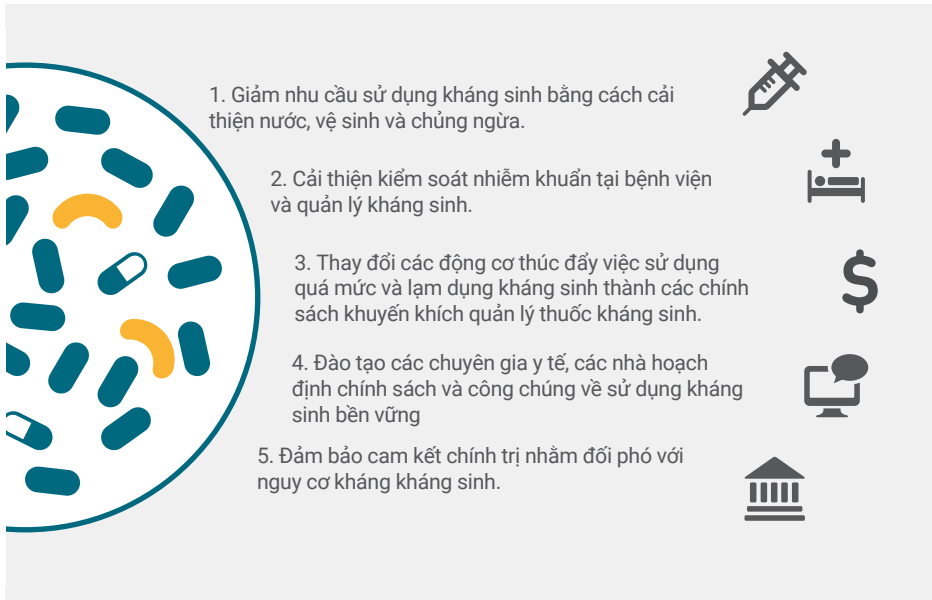 1. Giảm nhu cầu sử dụng kháng sinh bằng cách cải
thiện nước, vệ sinh và chủng ngừa.
2. Cải thiện kiểm soát nhiễm khuẩn tại bệnh viện
và quản lý kháng sinh.
3. Thay đổi các động cơ thúc đẩy việc sử dụng
quá mức và lạm dụng kháng sinh thành các chính
sách khuyến khích quản lý thuốc kháng sinh.
4. Đào tạo các chuyên gia y tế, các nhà hoạch
định chính sách và công chúng về sử dụng kháng
sinh bền vững
5. Đảm bảo cam kết chính trị nhằm đối phó với
nguy cơ kháng kháng sinh.